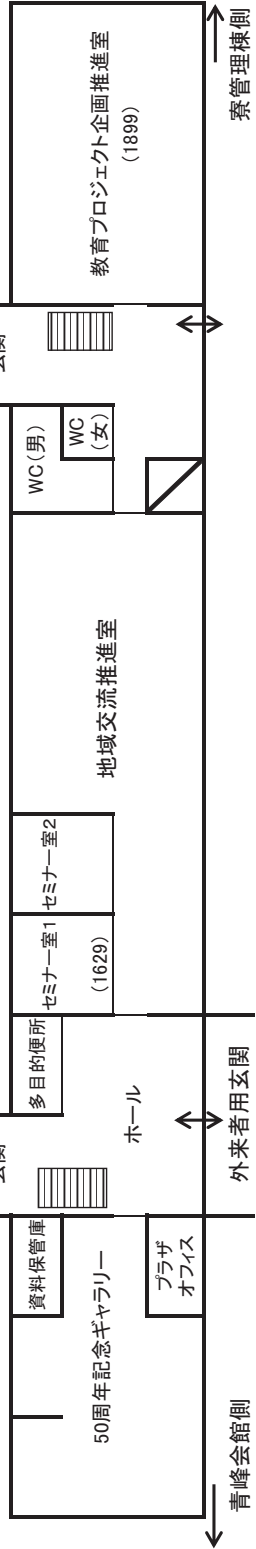 玄関
玄関
資料保管庫
50周年記念ギャラリー
プラザ
オフィス
ホール
多目的便所
セミナー室1
(1629)
セミナー室2
地域交流推進室
WC(男)
WC
(女)
教育プロジェクト企画推進室
(1899)
青峰会館側
外来者用玄関
寮管理棟側